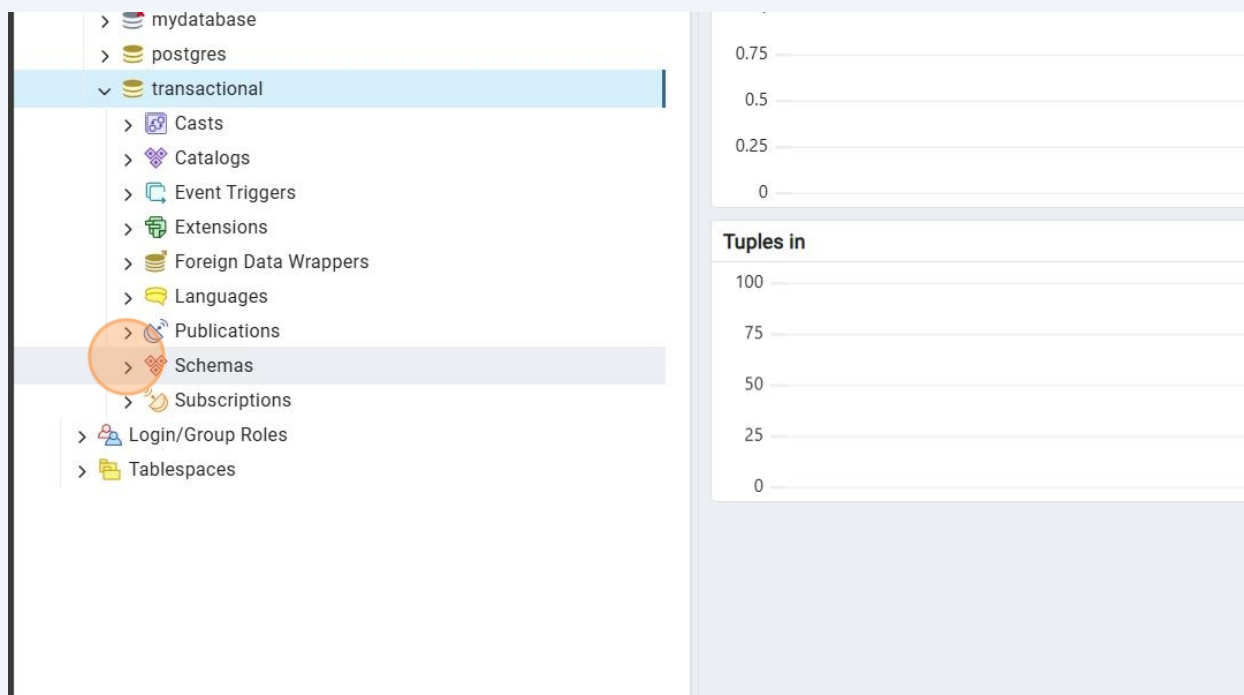 mydatabase
postgres
transactional
Casts
Catalogs
Event Triggers
Extensions
Foreign Data Wrappers
Languages
Publications
Schemas
Subscriptions
Login/Group Roles
Tablespaces
0.75
0.5
0.25
0
Tuples in
100
75
50
25
0